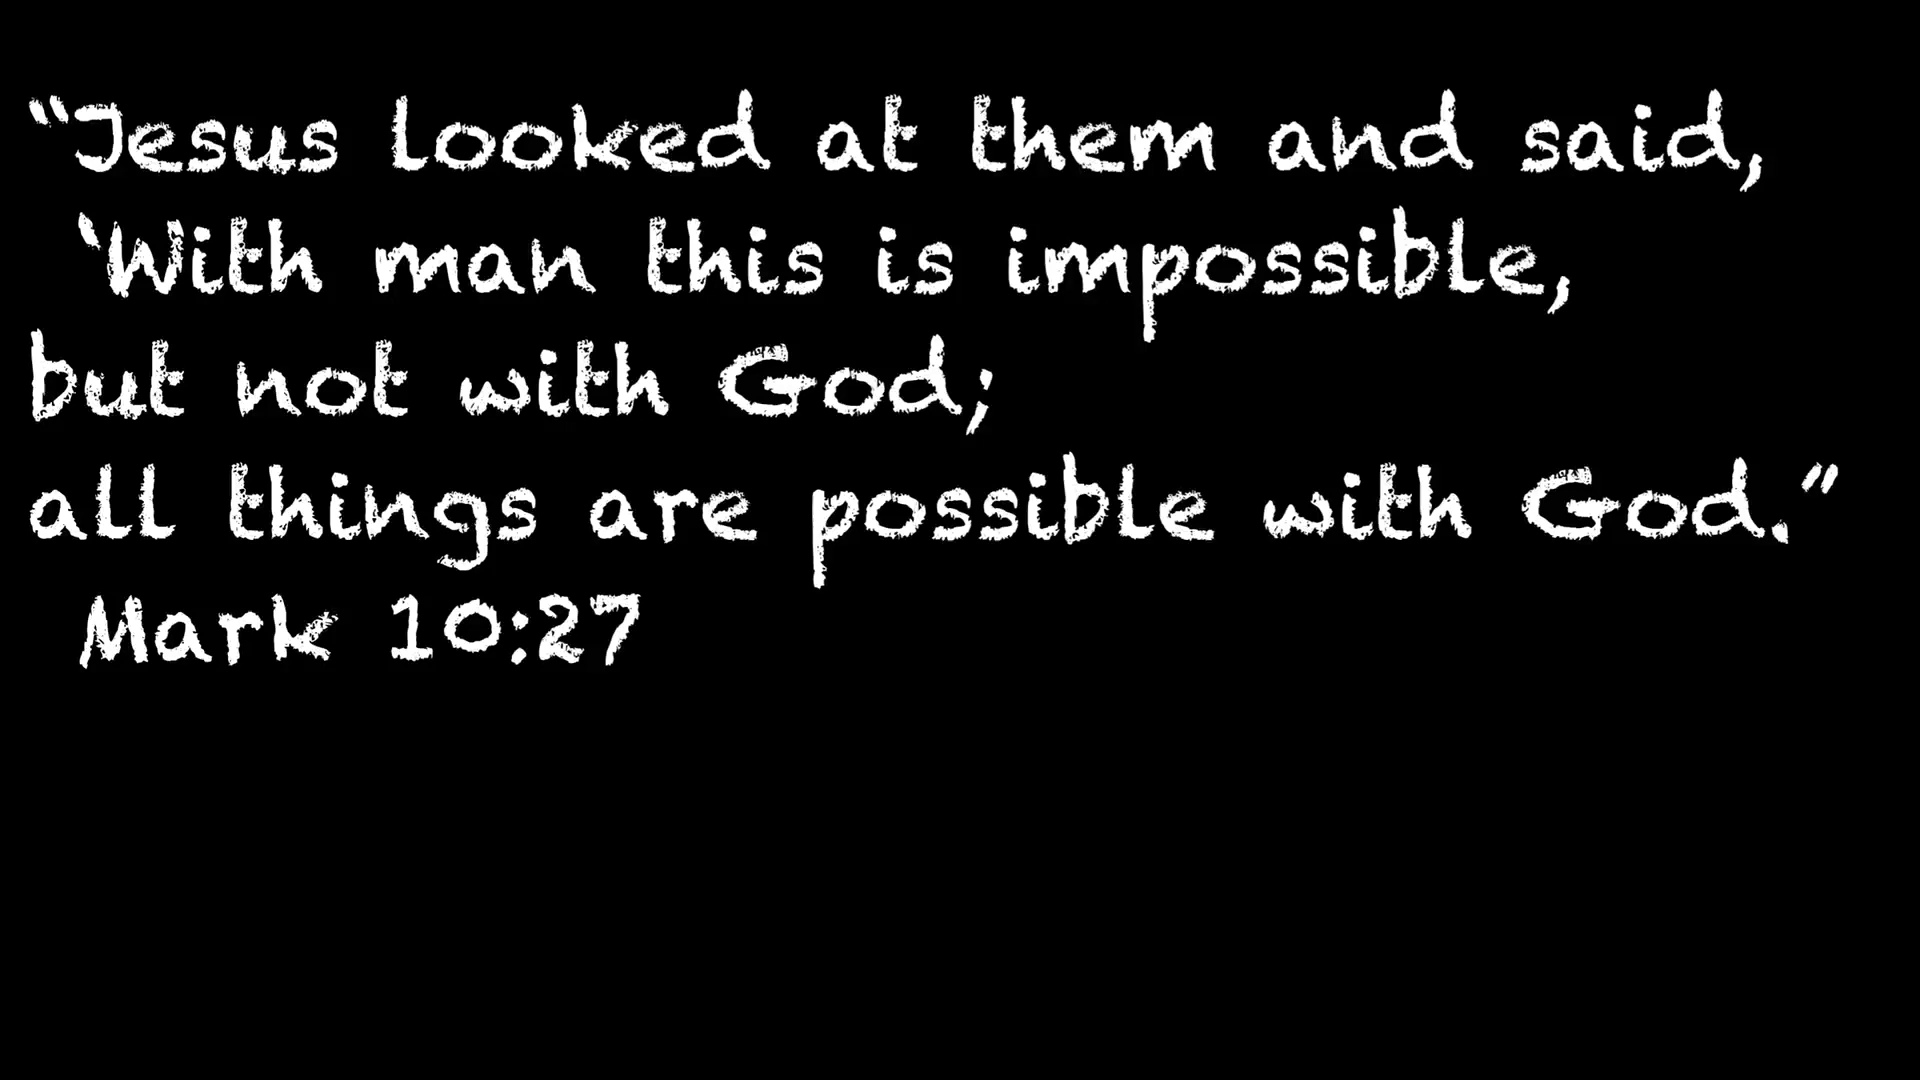 “Jesus looked at them and said,
‘With man this is impossible,
but not with God;
all things are possible with God.”
Mark 10:27